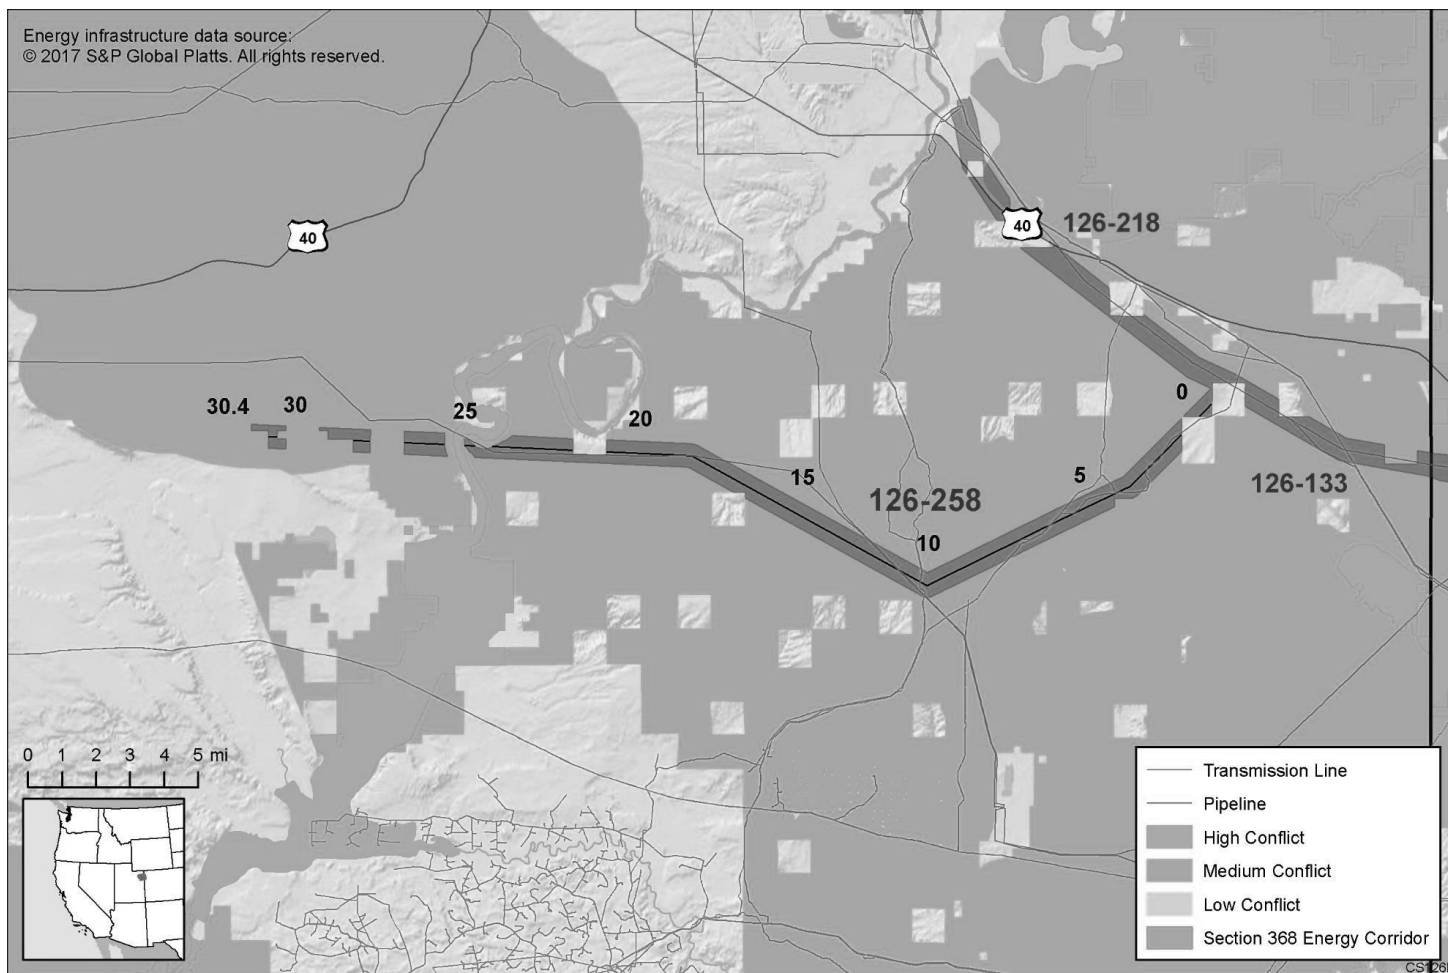 Energy infrastructure data source:
© 2017 S&P Global Platts. All rights reserved.
40
40
126-218
0
30.4
30
25
20
15
5
126-258
126-133
10
0 1 2 3 4 5 mi
Transmission Line
Pipeline
High Conflict
Medium Conflict
Low Conflict
Section 368 Energy Corridor